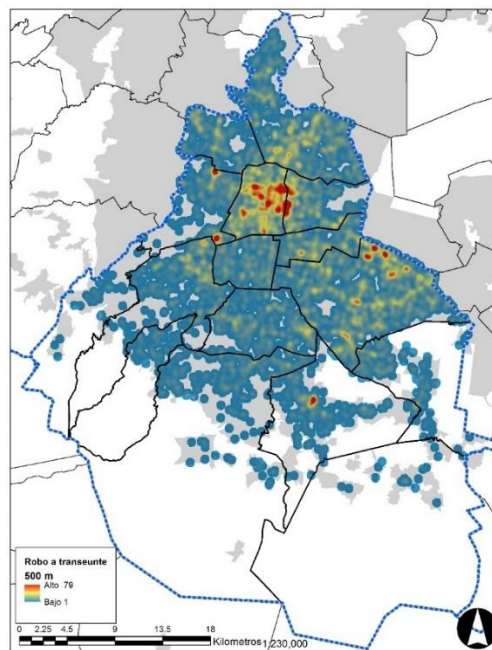 Robo a transeunte
500 m
Alto 79
Bajo 1
0 2.25 4.5 9 13.5 18
Kilometros 1:230,000